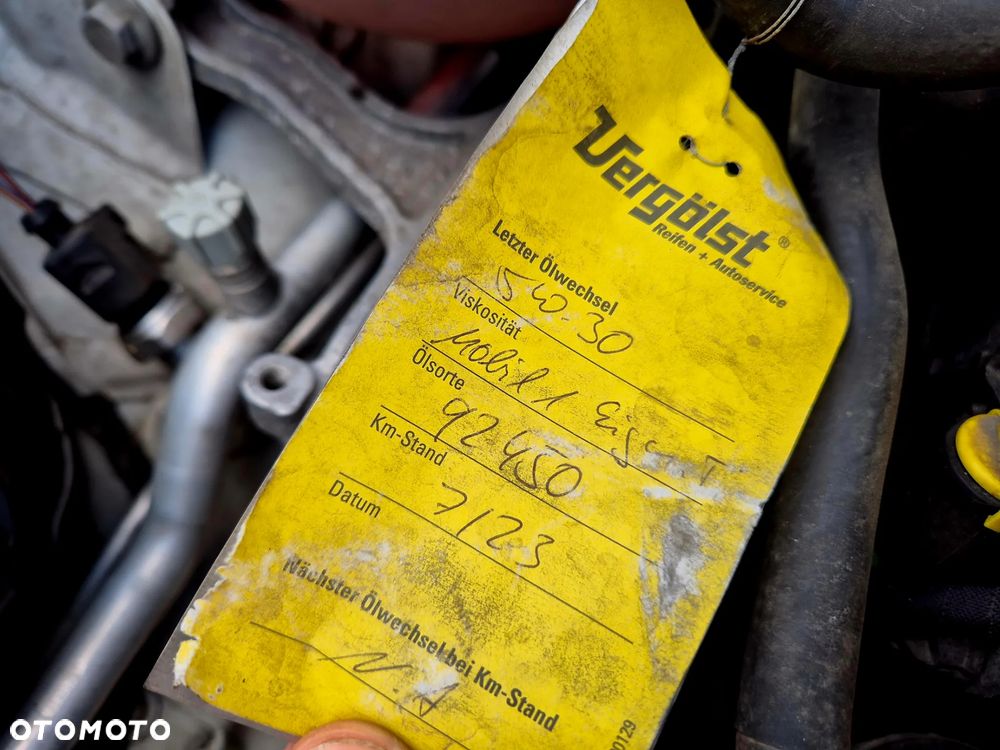 Vergölst®
Reifen + Autoservice
Letzter Ölwechsel
5W-30
Viskosität
Mobil 1
Ölsorte
92450
Km-Stand
7/23
Datum
Nächster Ölwechsel bei Km-Stand
N.A
0129
OTOMOTO